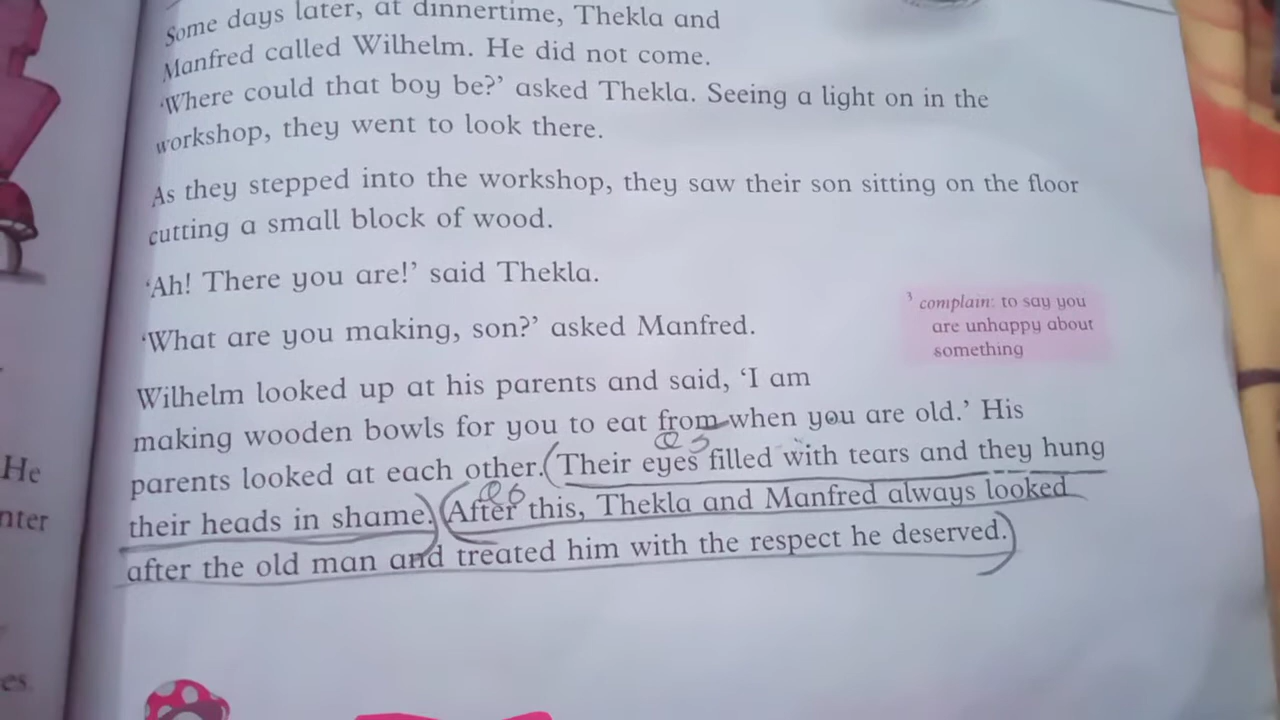 Some days later, at dinnertime, Thekla and
Manfred called Wilhelm. He did not come.
‘Where could that boy be?’ asked Thekla. Seeing a light on in the
workshop, they went to look there.
As they stepped into the workshop, they saw their son sitting on the floor
cutting a small block of wood.
‘Ah! There you are!’ said Thekla.
‘What are you making, son?’ asked Manfred.
3 complain: to say you
are unhappy about
something
Wilhelm looked up at his parents and said, ‘I am
making wooden bowls for you to eat from when you are old.’ His
Q5
parents looked at each other. (Their eyes filled with tears and they hung
Q6
their heads in shame.) (After this, Thekla and Manfred always looked
after the old man and treated him with the respect he deserved.)
He
nter
es.